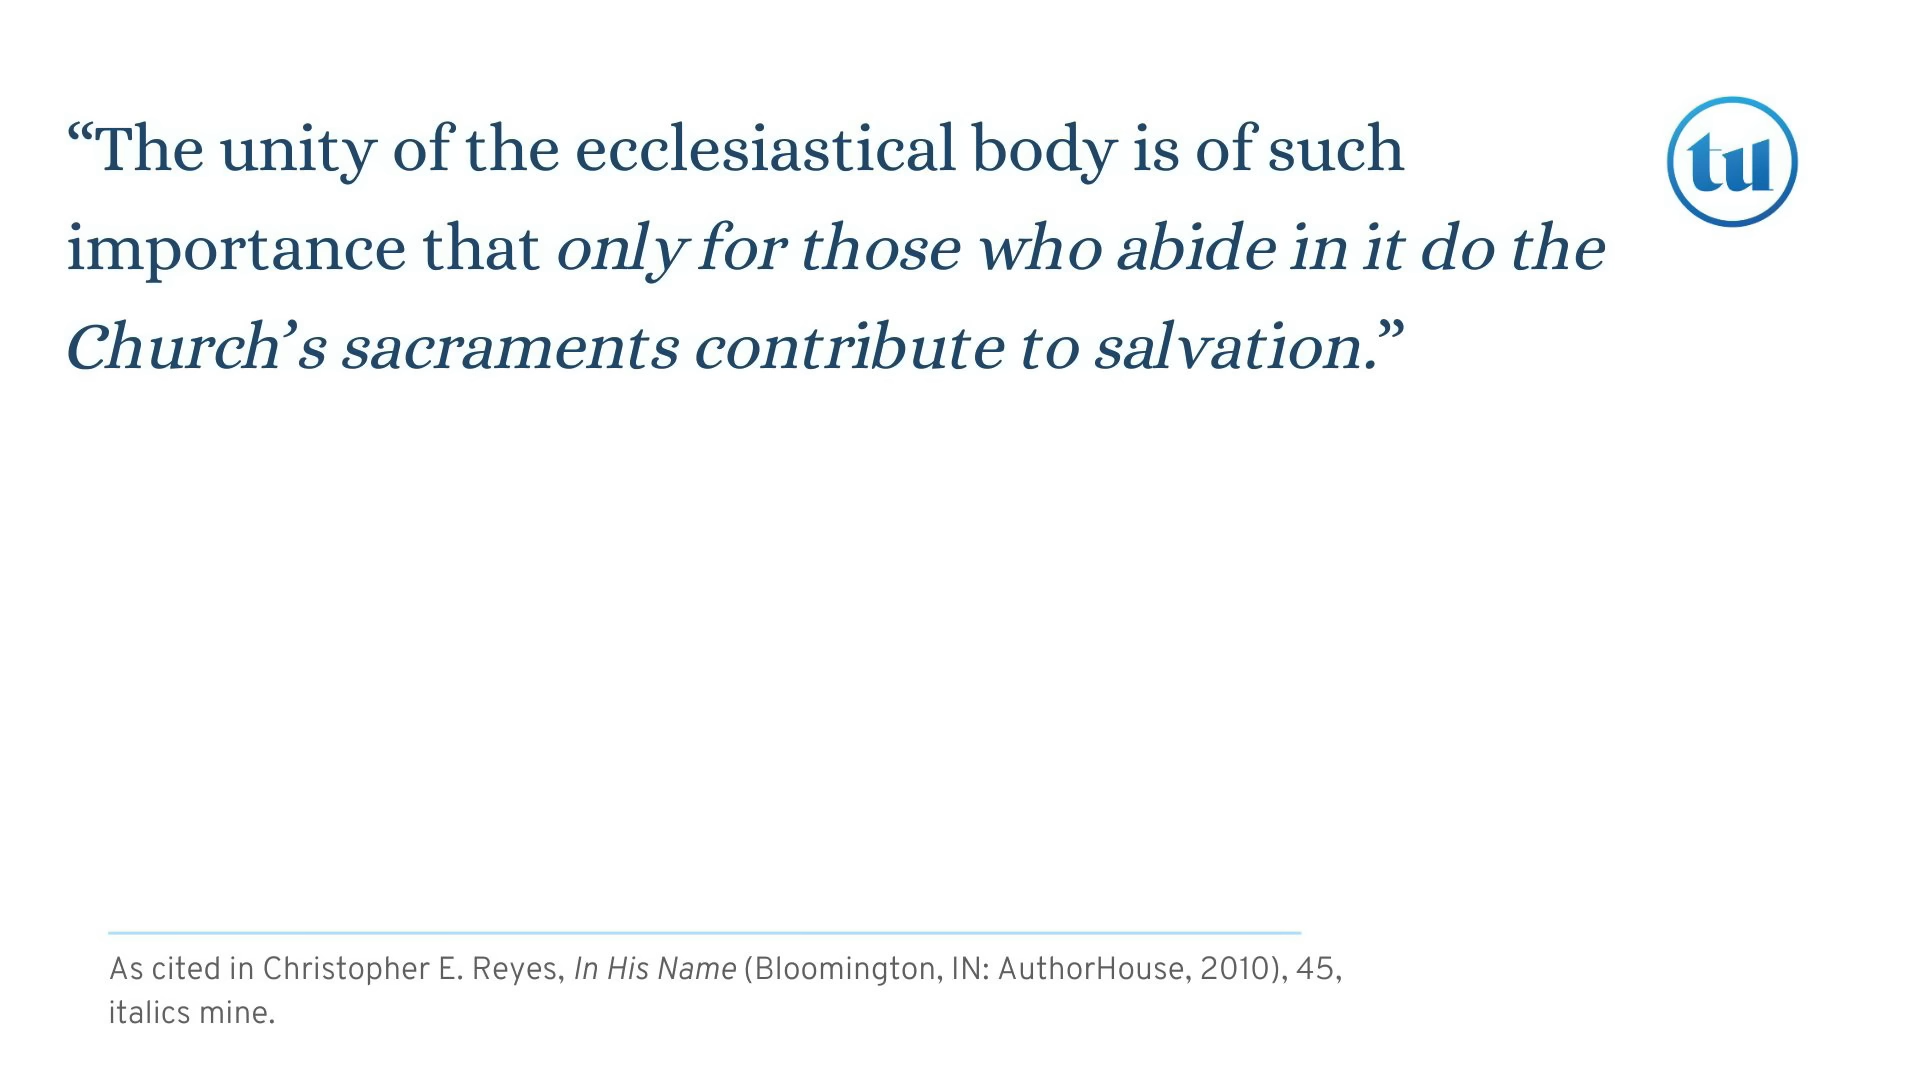 “The unity of the ecclesiastical body is of such
importance that only for those who abide in it do the
Church’s sacraments contribute to salvation.”
tu
As cited in Christopher E. Reyes, In His Name (Bloomington, IN: AuthorHouse, 2010), 45,
italics mine.